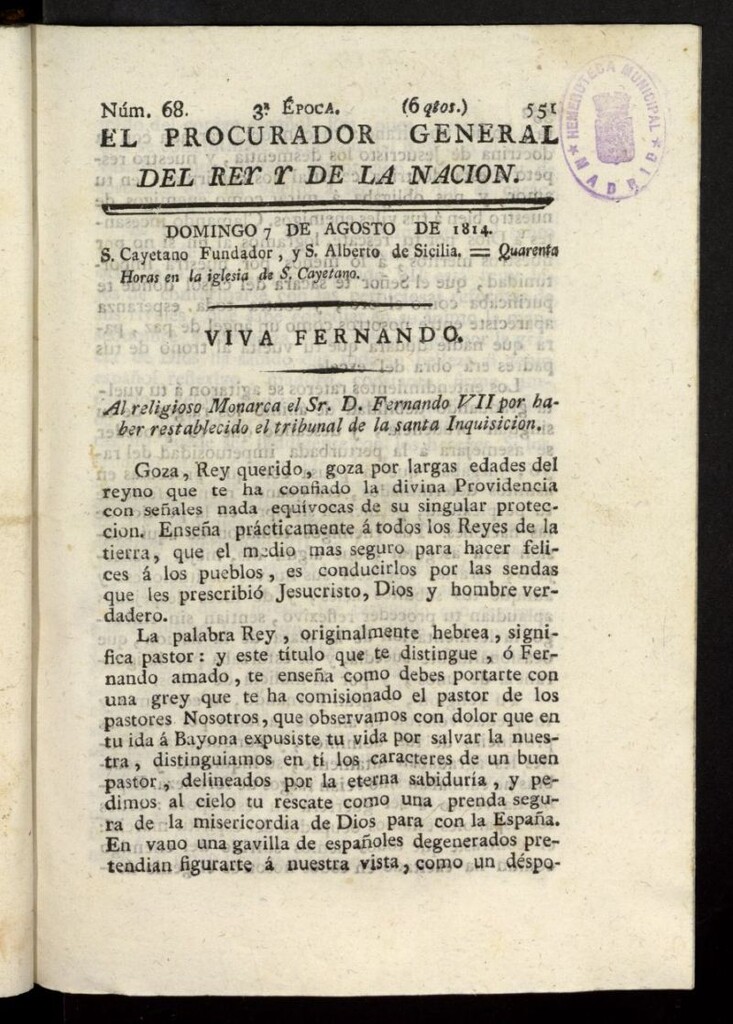 Núm. 68. 3ª ÉPOCA. (6 qtos.) 551
EL PROCURADOR GENERAL
DEL REY Y DE LA NACION.
DOMINGO 7 DE AGOSTO DE 1814.
S. Cayetano Fundador, y S. Alberto de Sicilia. = Quarenta
Horas en la iglesia de S. Cayetano.
VIVA FERNANDO.
Al religioso Monarca el Sr. D. Fernando VII por ha-
ber restablecido el tribunal de la santa Inquisicion.
Goza, Rey querido, goza por largas edades del
reyno que te ha confiado la divina Providencia
con señales nada equívocas de su singular protec-
cion. Enseña prácticamente á todos los Reyes de la
tierra, que el medio mas seguro para hacer feli-
ces á los pueblos, es conducirlos por las sendas
que les prescribió Jesucristo, Dios y hombre ver-
dadero.
La palabra Rey, originalmente hebrea, signi-
fica pastor: y este título que te distingue, ó Fer-
nando amado, te enseña como debes portarte con
una grey que te ha comisionado el pastor de los
pastores Nosotros, que observamos con dolor que en
tu ida á Bayona expusiste tu vida por salvar la nues-
tra, distinguiamos en tí los caracteres de un buen
pastor, delineados por la eterna sabiduría, y pe-
dimos al cielo tu rescate como una prenda segu-
ra de la misericordia de Dios para con la España.
En vano una gavilla de españoles degenerados pre-
tendian figurarte á nuestra vista, como un déspo-
HEMEROTECA MUNICIPAL
MADRID